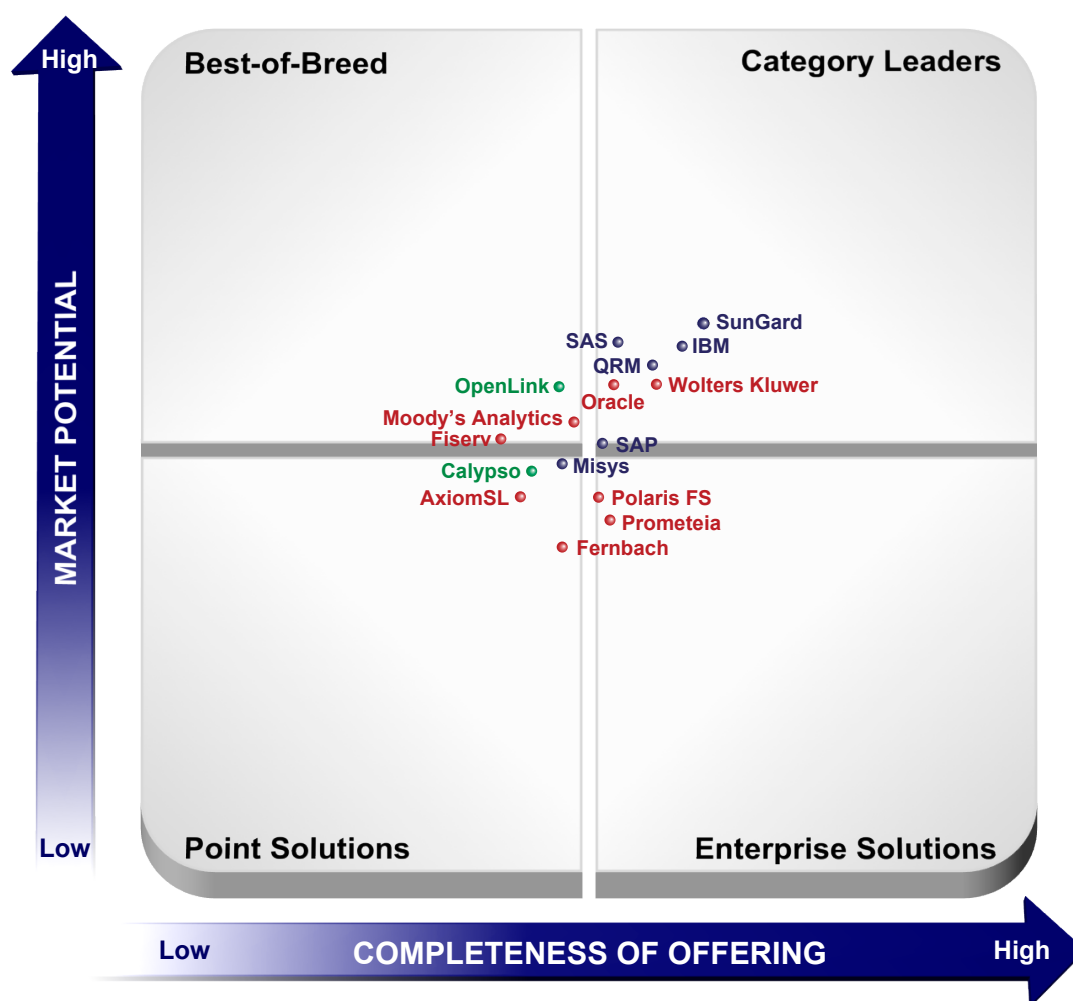 High
Best-of-Breed
Category Leaders
MARKET POTENTIAL
SunGard
SAS
IBM
QRM
OpenLink
Wolters Kluwer
Oracle
Moody's Analytics
Fiserv
SAP
Calypso
Misys
AxiomSL
Polaris FS
Prometeia
Fernbach
Low
Point Solutions
Enterprise Solutions
Low
COMPLETENESS OF OFFERING
High